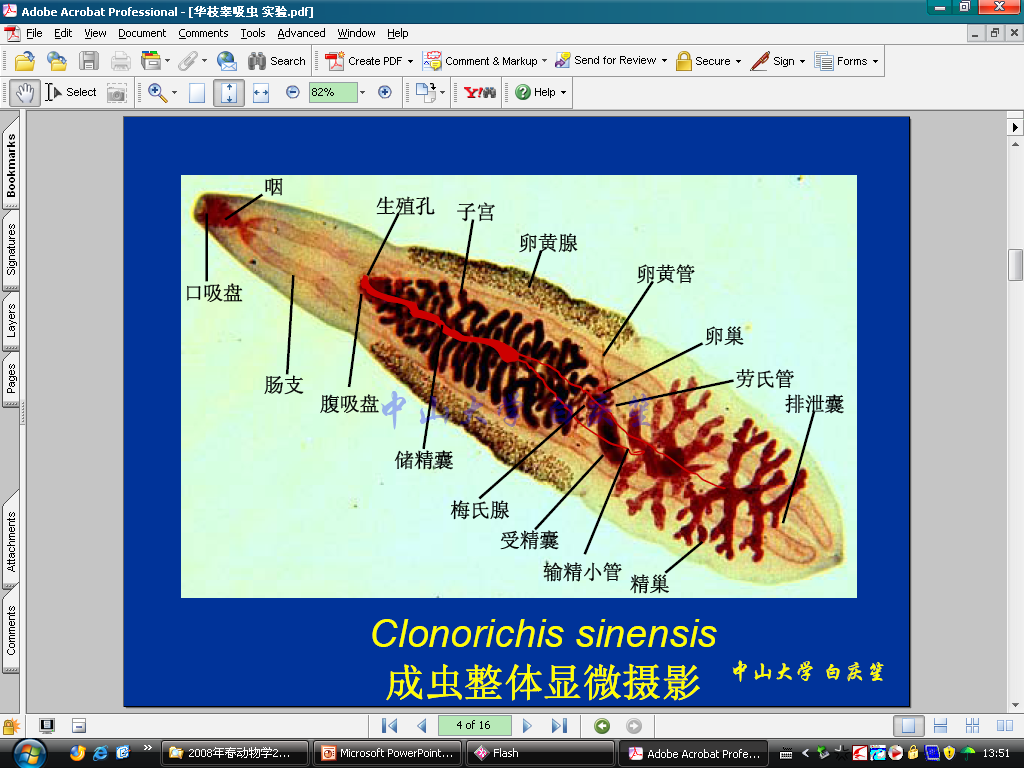 Adobe Acrobat Professional - [华枝睾吸虫 实验.pdf]
File Edit View Document Comments Tools Advanced Window Help
Search Create PDF Comment & Markup Send for Review Secure Sign Forms
Select 82% Y! Help
Bookmarks
Signatures
Layers
Pages
Attachments
Comments
咽
生殖孔
子宫
卵黄腺
卵黄管
口吸盘
卵巢
劳氏管
肠支
腹吸盘
排泄囊
中山大学
储精囊
梅氏腺
受精囊
输精小管
精巢
Clonorichis sinensis
成虫整体显微摄影
中山大学 白庆笙
4 of 16
2008年春动物学2...
Microsoft PowerPoint...
Flash
Adobe Acrobat Profe...
13:51